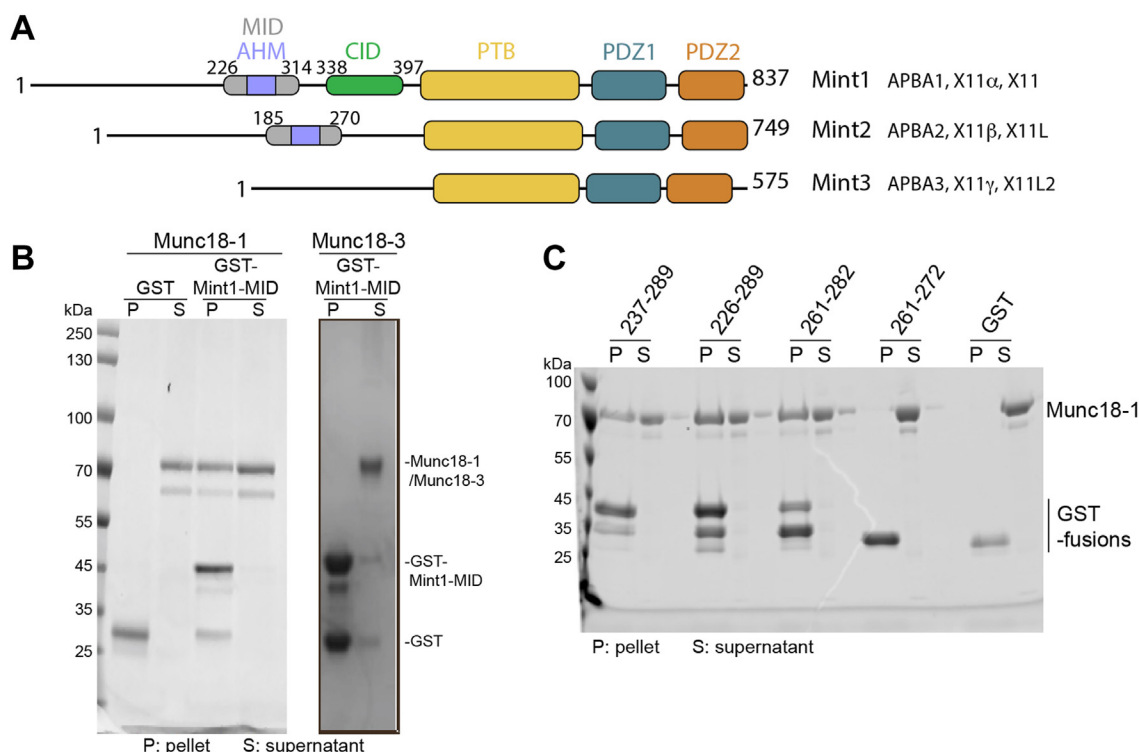 A
MID
AHM CID PTB PDZ1 PDZ2
226 314 338 397
1 837 Mint1 APBA1, X11α, X11
185 270
1 749 Mint2 APBA2, X11β, X11L
1 575 Mint3 APBA3, X11γ, X11L2
B
Munc18-1 Munc18-3
GST GST-Mint1-MID GST-Mint1-MID
kDa P S P S P S
250
130
100
70
55
45
35
25
-Munc18-1
/Munc18-3
-GST-
Mint1-MID
-GST
P: pellet S: supernatant
C
237-289 226-289 261-282 261-272 GST
P S P S P S P S P S
kDa
100
70
55
45
35
25
Munc18-1
GST
-fusions
P: pellet S: supernatant